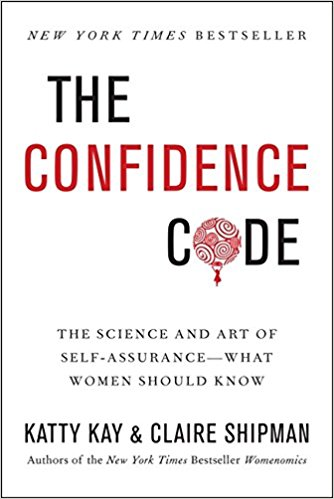 NEW YORK TIMES BESTSELLER
THE
CONFIDENCE
CODE
THE SCIENCE AND ART OF
SELF-ASSURANCE—WHAT
WOMEN SHOULD KNOW
KATTY KAY & CLAIRE SHIPMAN
Authors of the New York Times Bestseller Womenomics